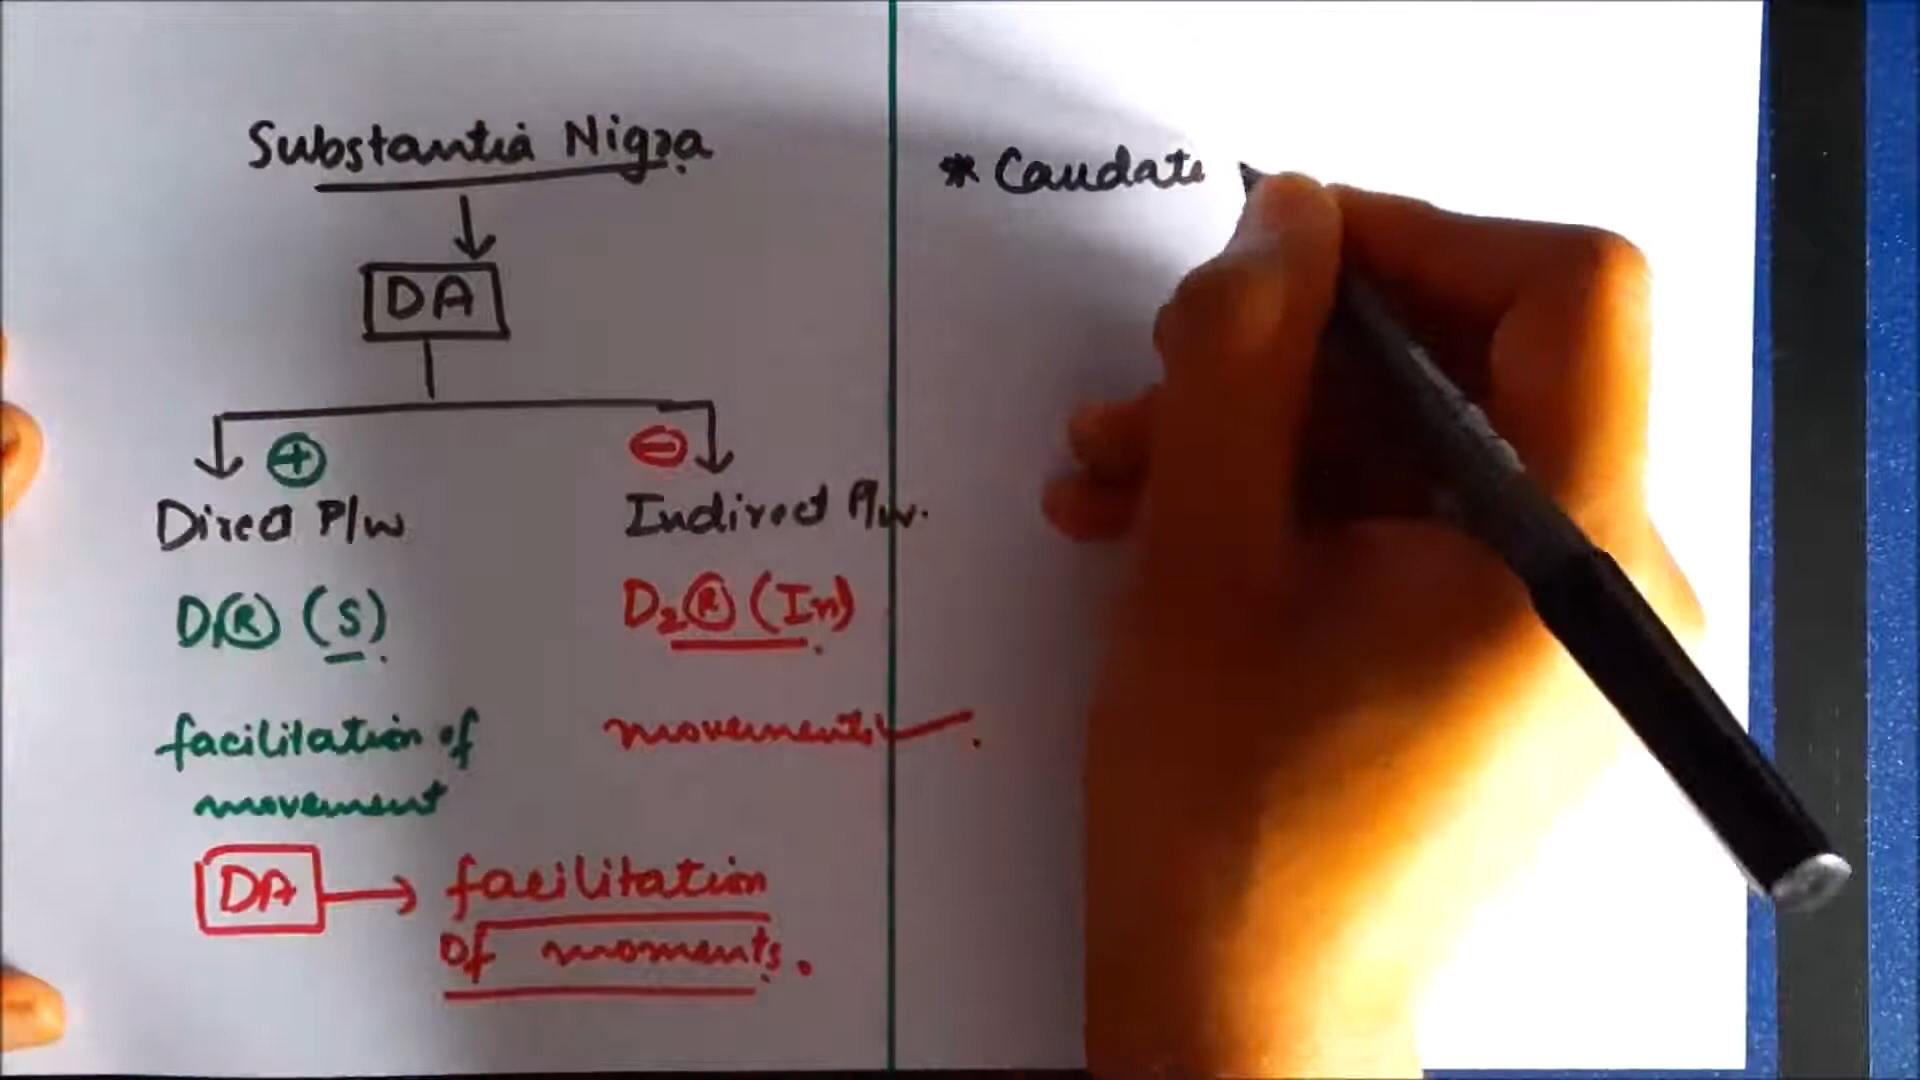 Substantia Nigra
DA
+
-
Direct P/w
Indirect P/w.
D₁ R (S)
D₂ R (In)
facilitation of
movement
movements
DA → facilitation
of moments.
* Caudate